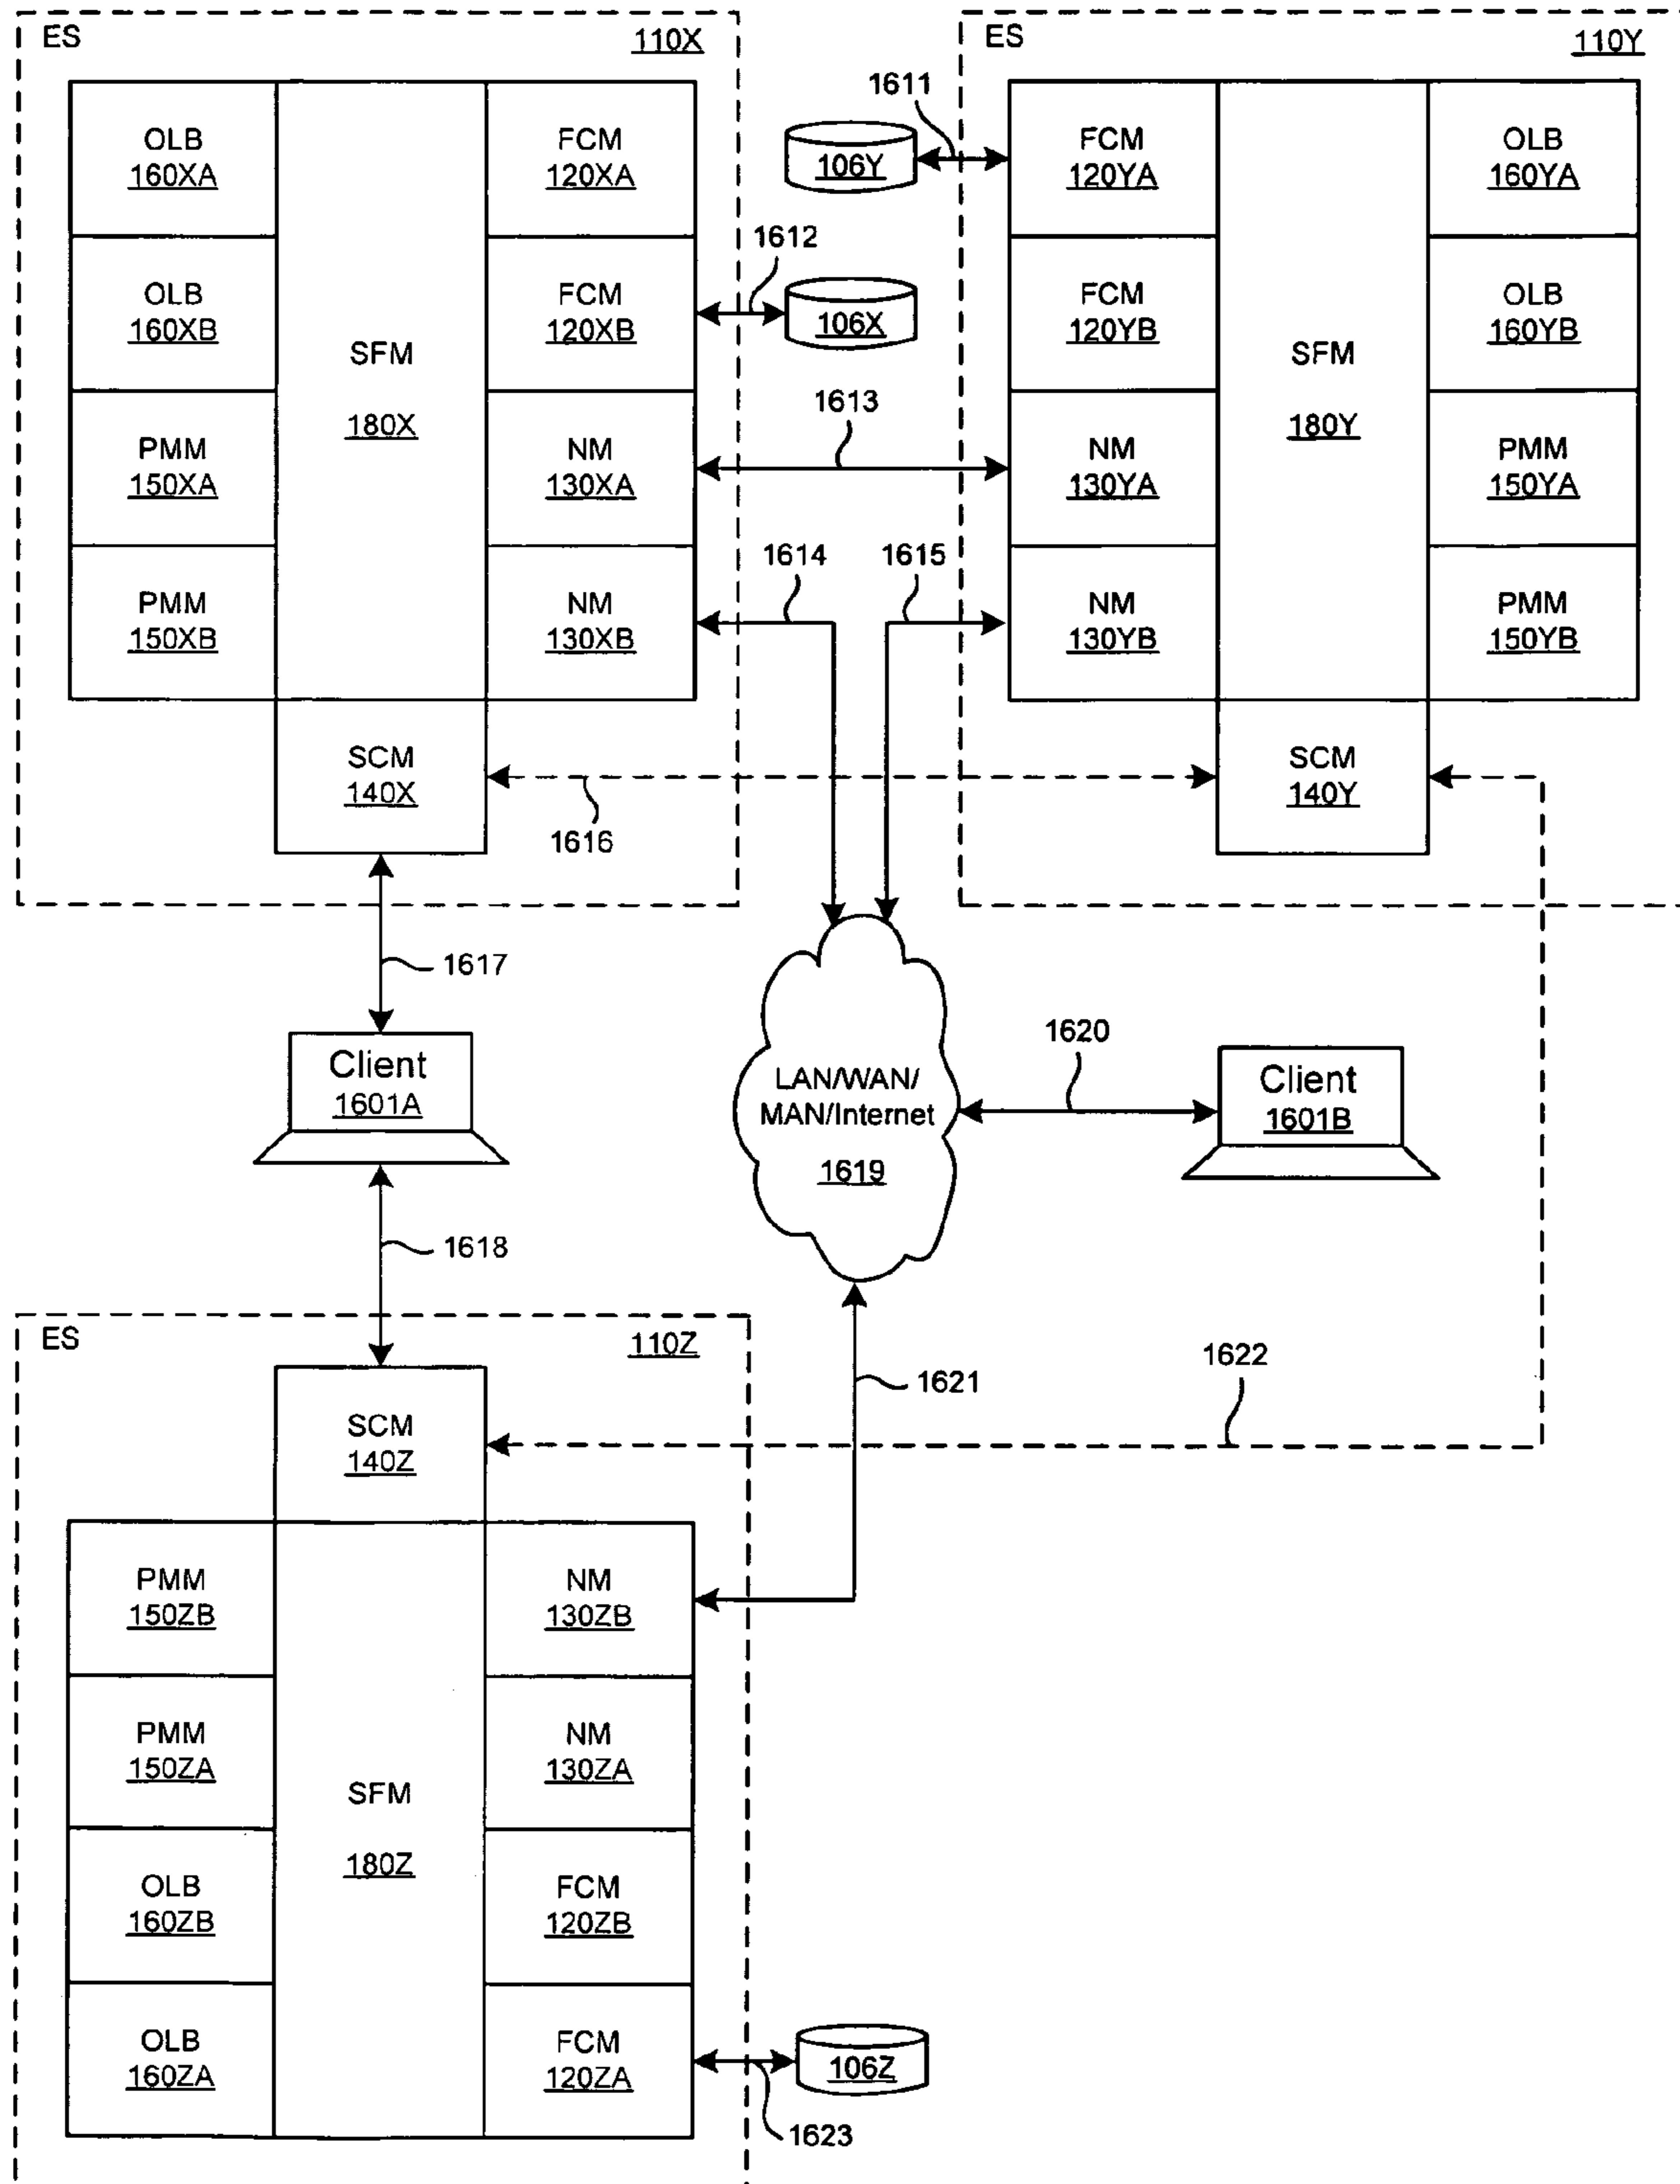 ES
110X
OLB
160XA
FCM
120XA
OLB
160XB
FCM
120XB
SFM
180X
PMM
150XA
NM
130XA
PMM
150XB
NM
130XB
SCM
140X
1611
106Y
1612
106X
1613
1614
1615
1616
ES
110Y
FCM
120YA
OLB
160YA
FCM
120YB
OLB
160YB
SFM
180Y
NM
130YA
PMM
150YA
NM
130YB
PMM
150YB
SCM
140Y
1617
Client
1601A
1618
LAN/WAN/
MAN/Internet
1619
1620
Client
1601B
1621
1622
ES
110Z
SCM
140Z
PMM
150ZB
NM
130ZB
PMM
150ZA
NM
130ZA
SFM
180Z
OLB
160ZB
FCM
120ZB
OLB
160ZA
FCM
120ZA
106Z
1623